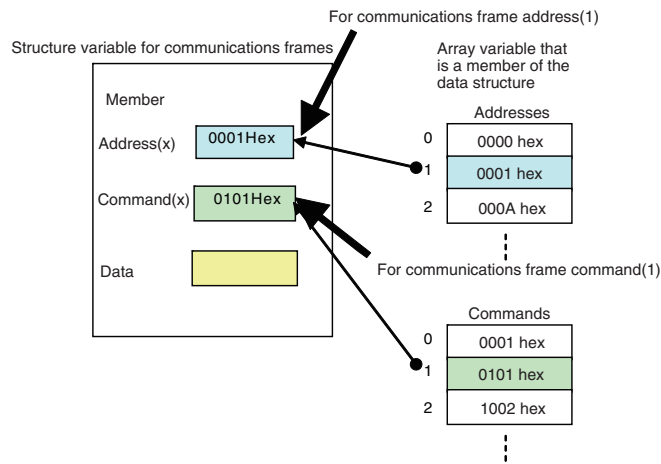 For communications frame address(1)
Structure variable for communications frames
Array variable that
is a member of the
data structure
Member
Address(x)
0001Hex
Command(x)
0101Hex
Data
Addresses
0
0000 hex
1
0001 hex
2
000A hex
For communications frame command(1)
Commands
0
0001 hex
1
0101 hex
2
1002 hex